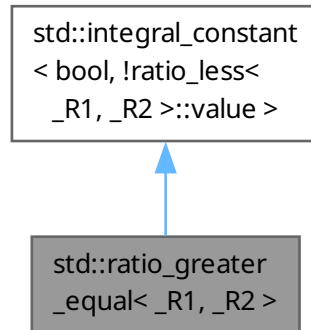 std::integral_constant
< bool, !ratio_less<
_R1, _R2 >::value >
std::ratio_greater
_equal< _R1, _R2 >